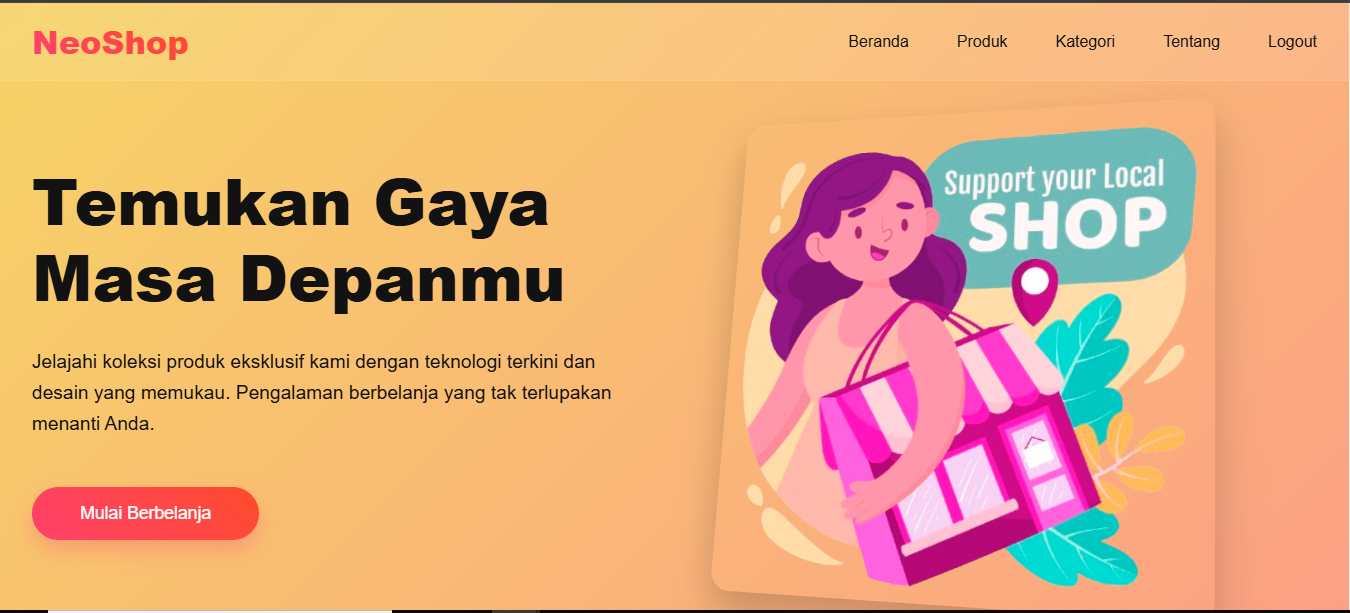 NeoShop
Beranda Produk Kategori Tentang Logout
Temukan Gaya
Masa Depanmu
Jelajahi koleksi produk eksklusif kami dengan teknologi terkini dan
desain yang memukau. Pengalaman berbelanja yang tak terlupakan
menanti Anda.
Mulai Berbelanja
Support your Local
SHOP